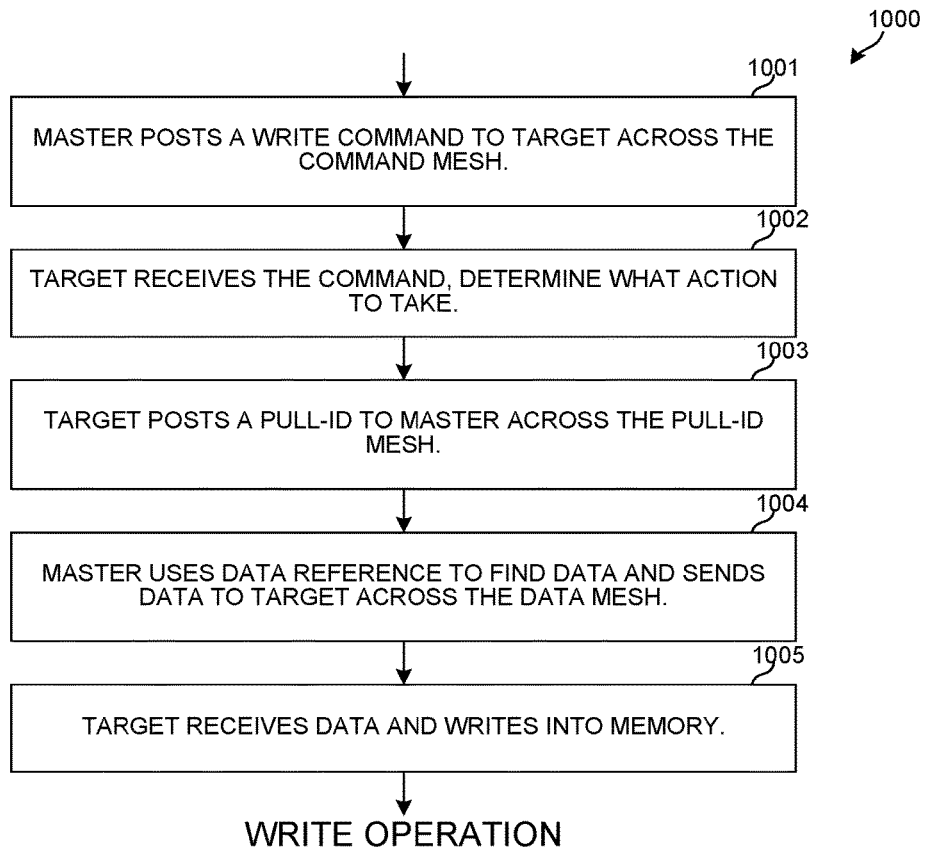 1000
1001
MASTER POSTS A WRITE COMMAND TO TARGET ACROSS THE
COMMAND MESH.
1002
TARGET RECEIVES THE COMMAND, DETERMINE WHAT ACTION
TO TAKE.
1003
TARGET POSTS A PULL-ID TO MASTER ACROSS THE PULL-ID
MESH.
1004
MASTER USES DATA REFERENCE TO FIND DATA AND SENDS
DATA TO TARGET ACROSS THE DATA MESH.
1005
TARGET RECEIVES DATA AND WRITES INTO MEMORY.
WRITE OPERATION